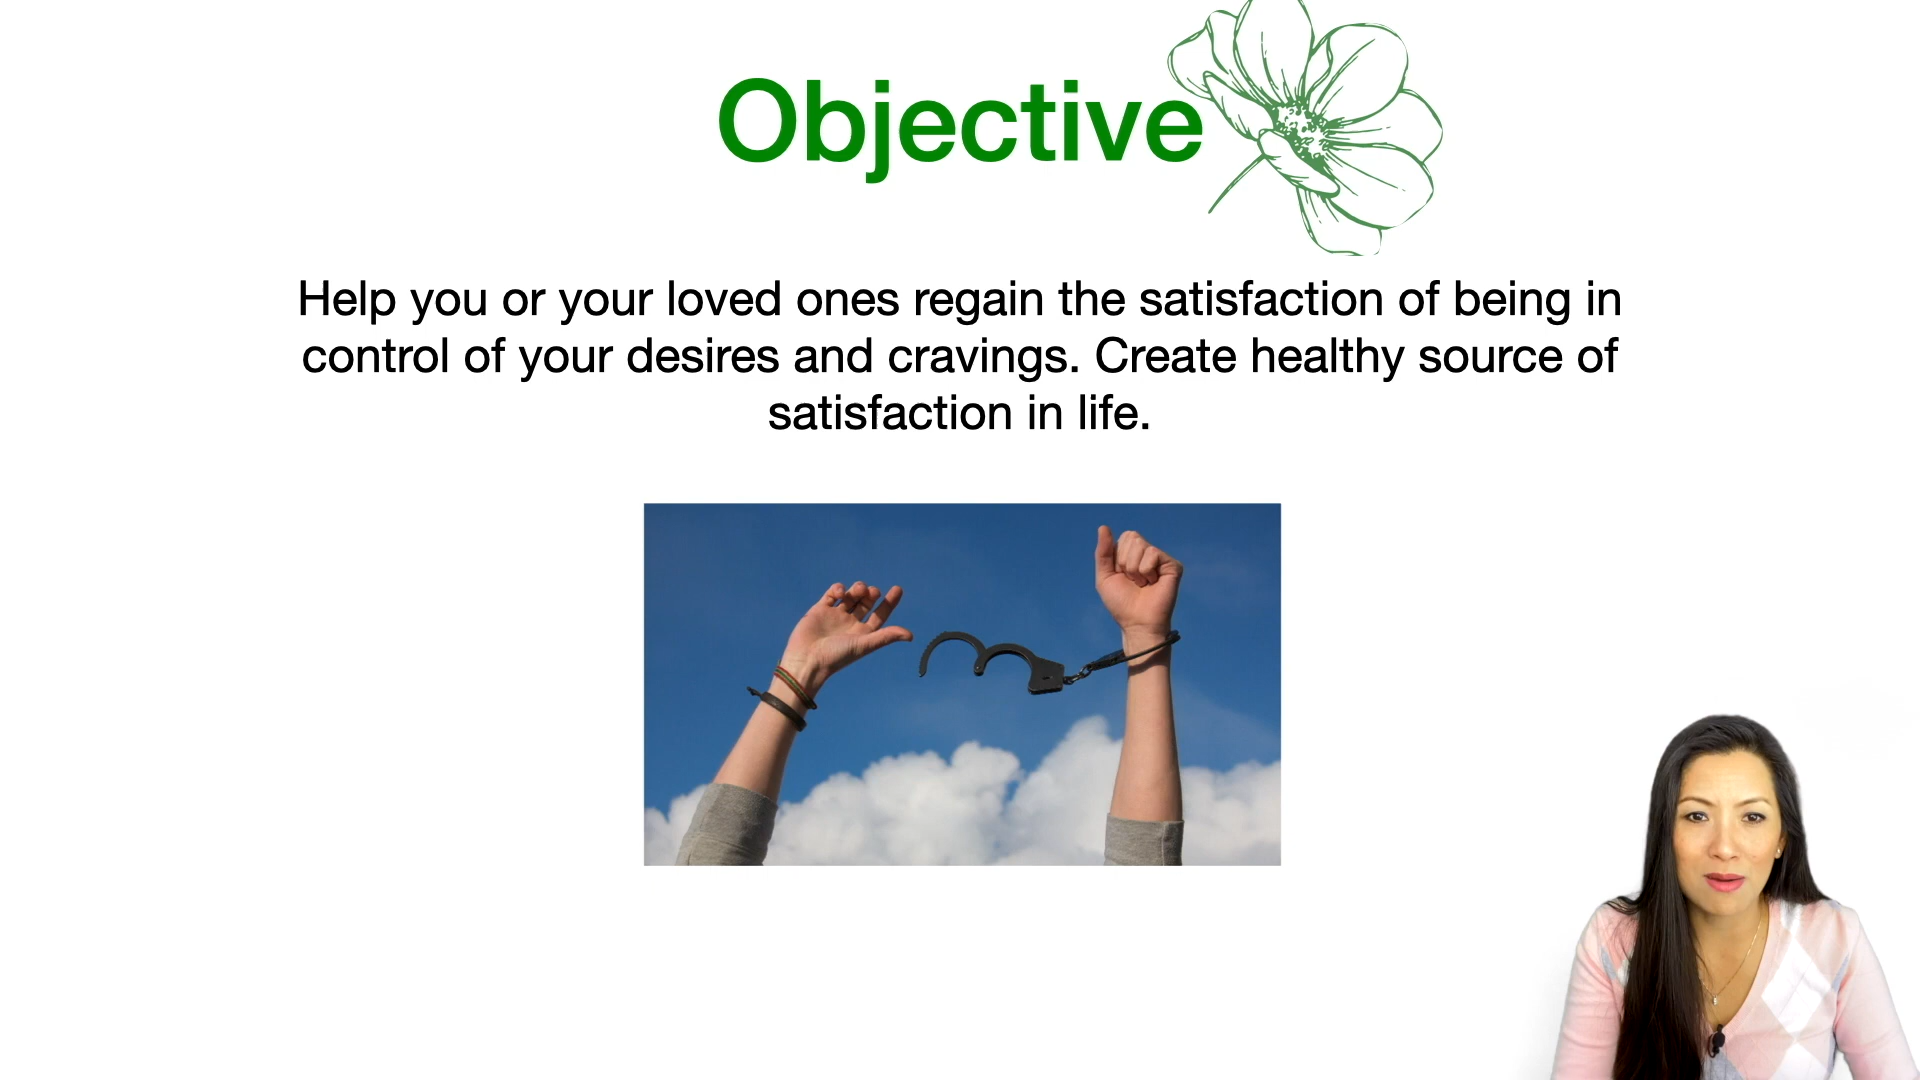 Objective
Help you or your loved ones regain the satisfaction of being in
control of your desires and cravings. Create healthy source of
satisfaction in life.